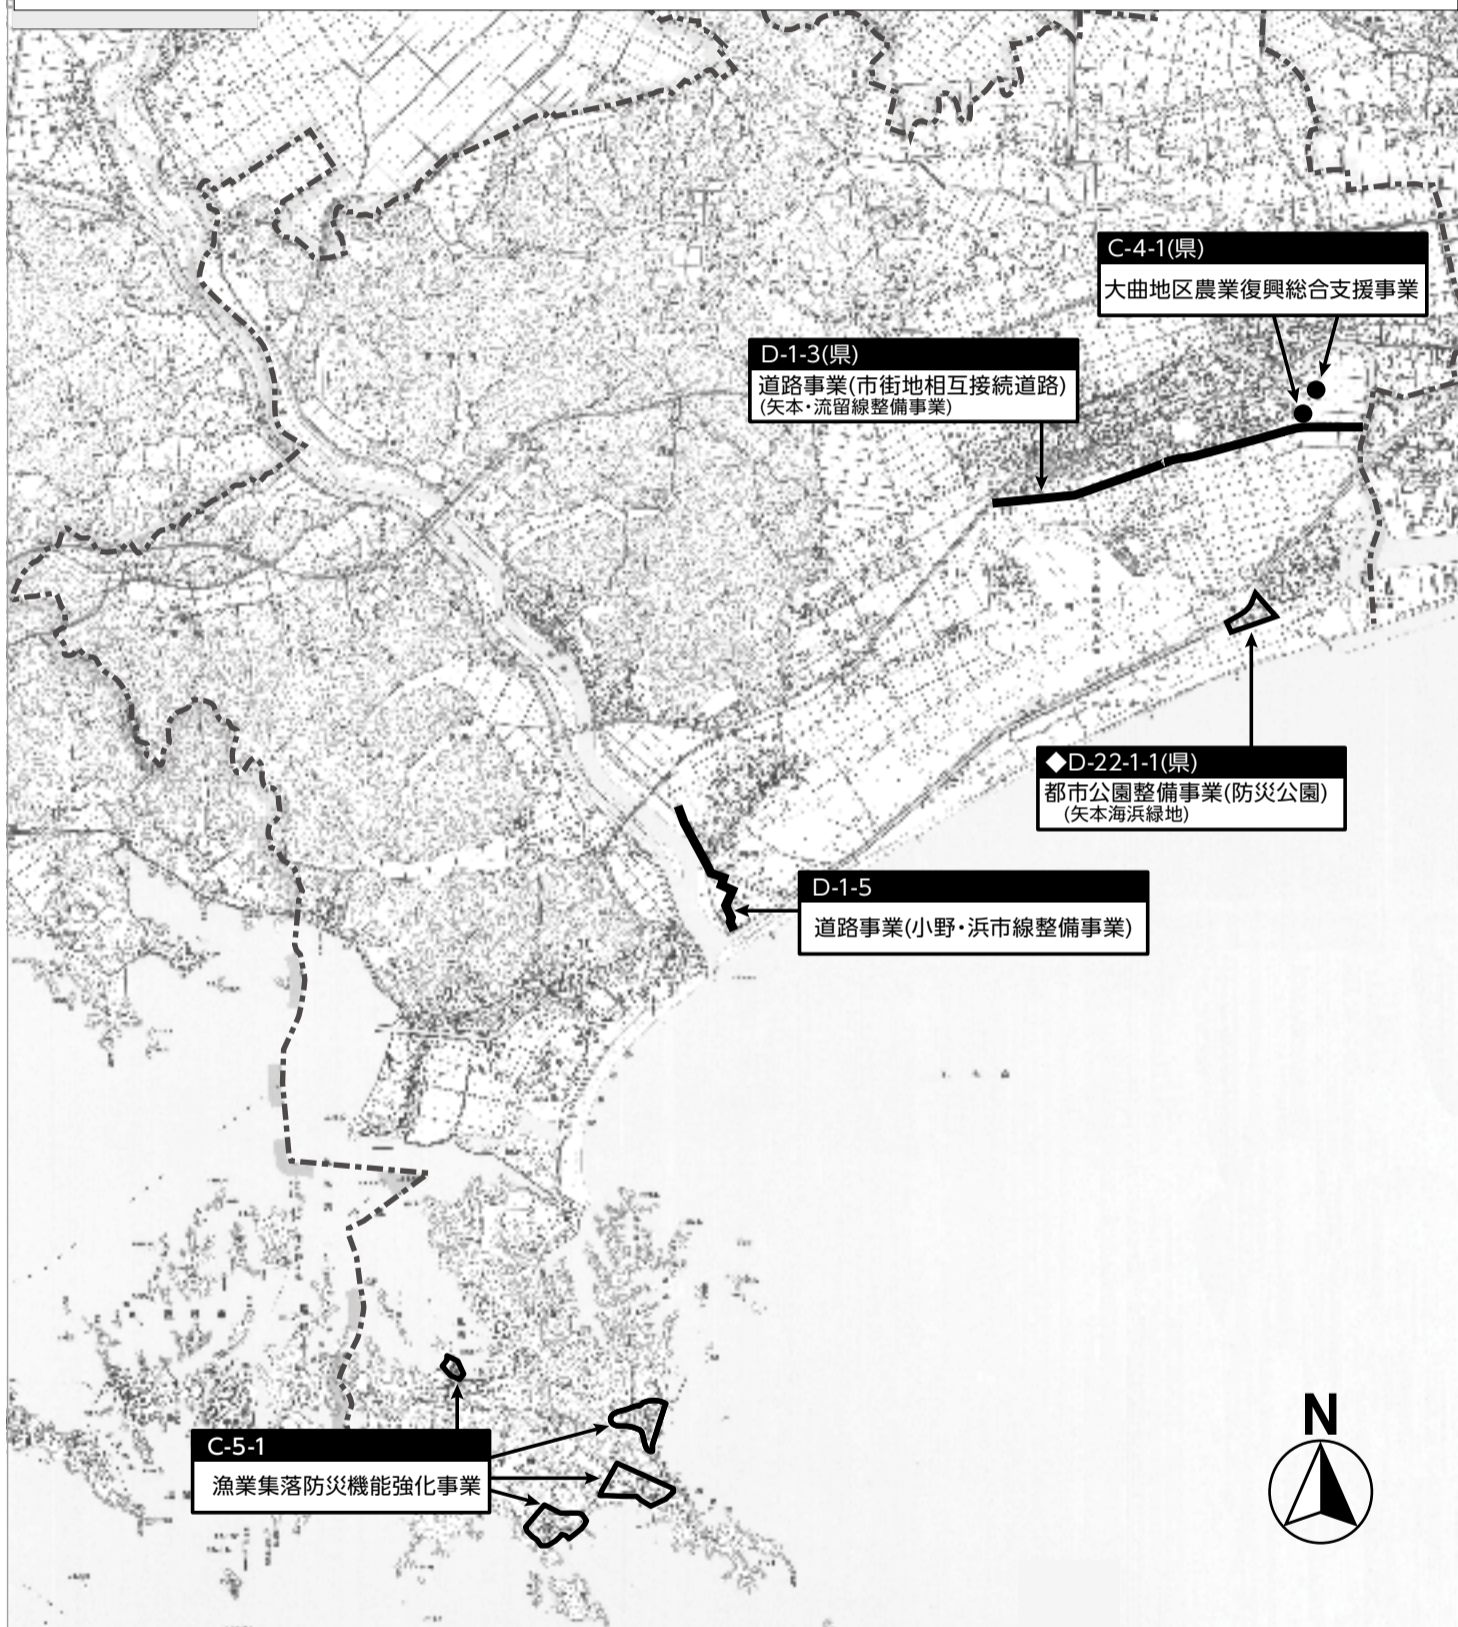 C-4-1(県)
大曲地区農業復興総合支援事業
D-1-3(県)
道路事業(市街地相互接続道路)
(矢本・流留線整備事業)
◆D-22-1-1(県)
都市公園整備事業(防災公園)
(矢本海浜緑地)
D-1-5
道路事業(小野・浜市線整備事業)
C-5-1
漁業集落防災機能強化事業
N